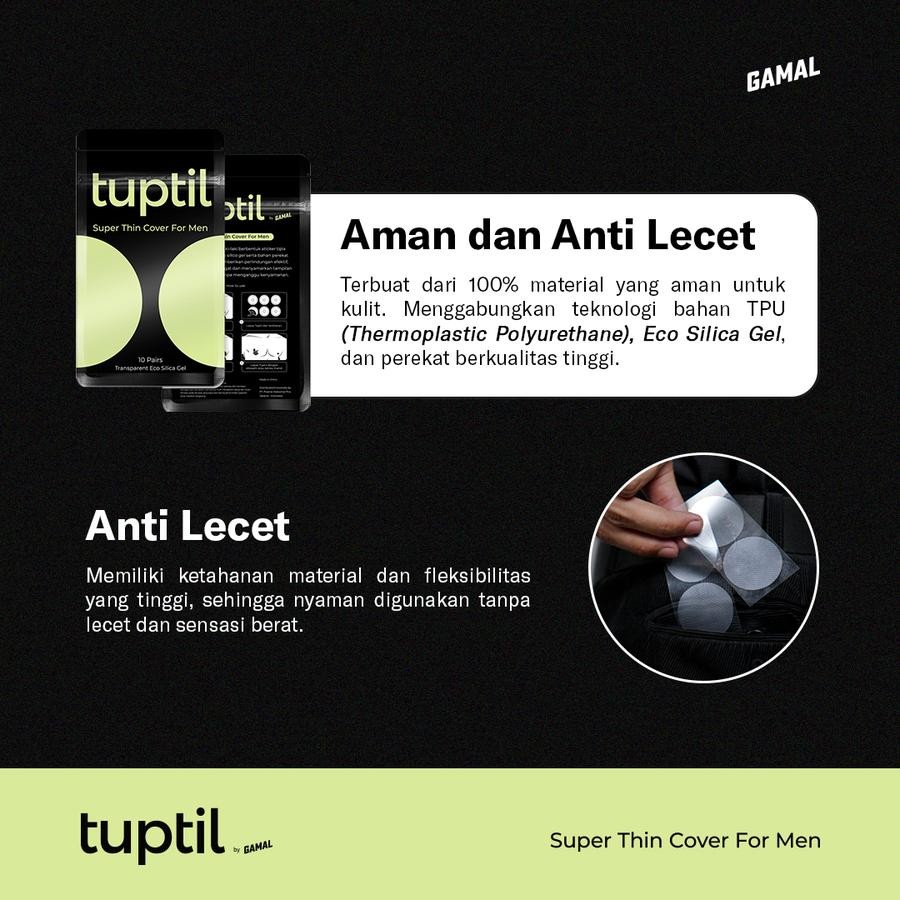 GAMAL
tuptil
Super Thin Cover For Men
10 Pairs
Transparent Eco Silica Gel
by GAMAL
Aman dan Anti Lecet
Terbuat dari 100% material yang aman untuk
kulit. Menggabungkan teknologi bahan TPU
(Thermoplastic Polyurethane), Eco Silica Gel,
dan perekat berkualitas tinggi.
Anti Lecet
Memiliki ketahanan material dan fleksibilitas
yang tinggi, sehingga nyaman digunakan tanpa
lecet dan sensasi berat.
tuptil by GAMAL
Super Thin Cover For Men